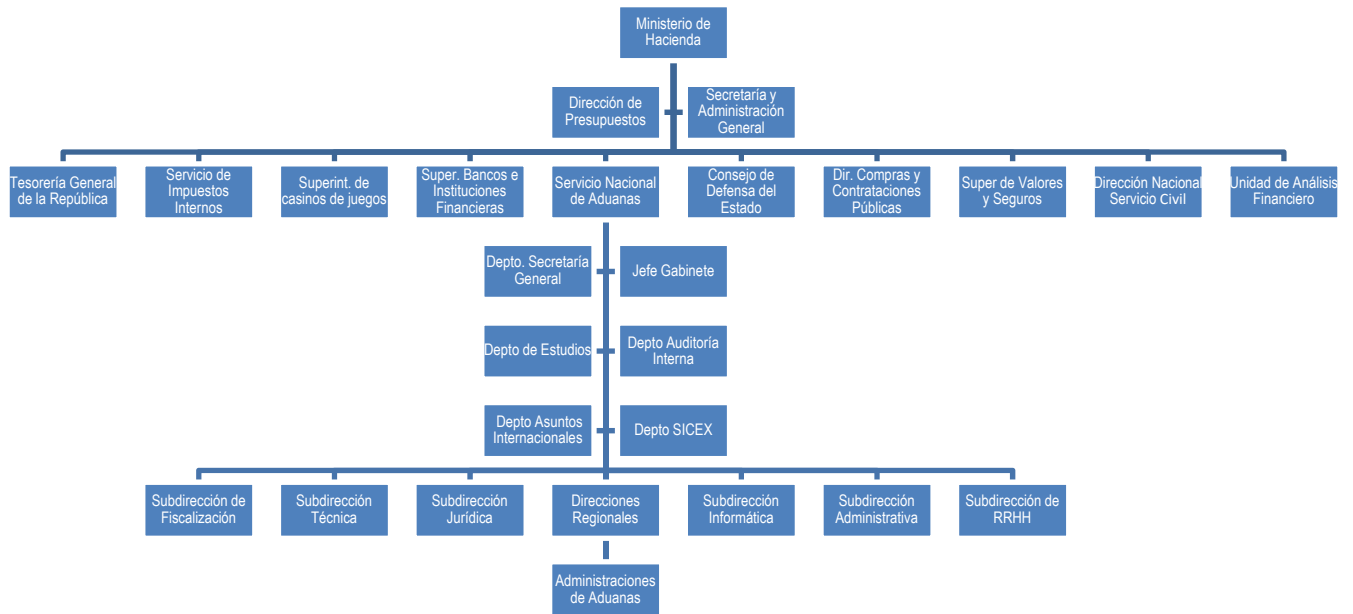 Ministerio de
Hacienda
Dirección de
Presupuestos
Secretaría y
Administración
General
Tesorería General
de la República
Servicio de
Impuestos
Internos
Superint. de
casinos de juegos
Super. Bancos e
Instituciones
Financieras
Servicio Nacional
de Aduanas
Consejo de
Defensa del
Estado
Dir. Compras y
Contrataciones
Públicas
Super de Valores
y Seguros
Dirección Nacional
Servicio Civil
Unidad de Análisis
Financiero
Depto. Secretaría
General
Jefe Gabinete
Depto de Estudios
Depto Auditoría
Interna
Depto Asuntos
Internacionales
Depto SICEX
Subdirección de
Fiscalización
Subdirección
Técnica
Subdirección
Jurídica
Direcciones
Regionales
Subdirección
Informática
Subdirección
Administrativa
Subdirección de
RRHH
Administraciones
de Aduanas